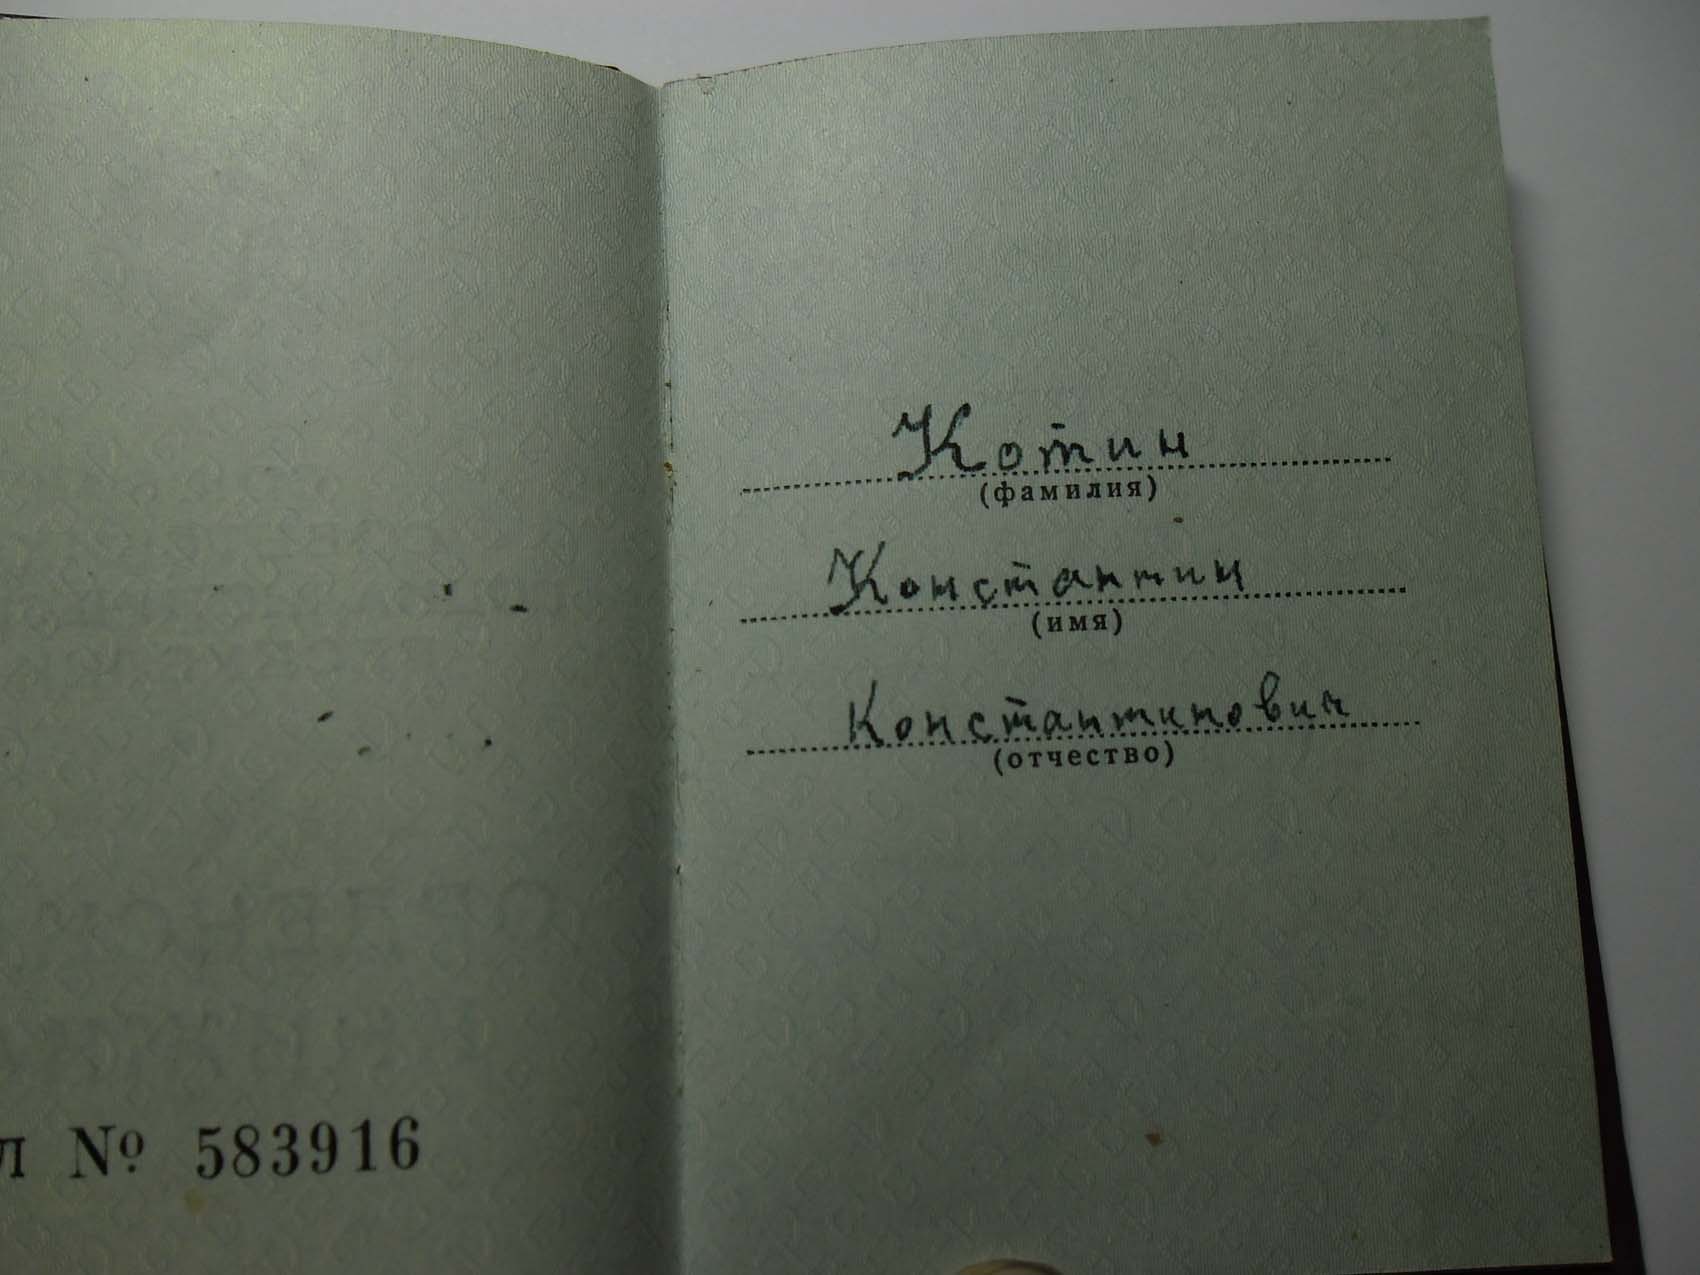 л № 583916
Котин
(фамилия)
Константин
(имя)
Константинович
(отчество)